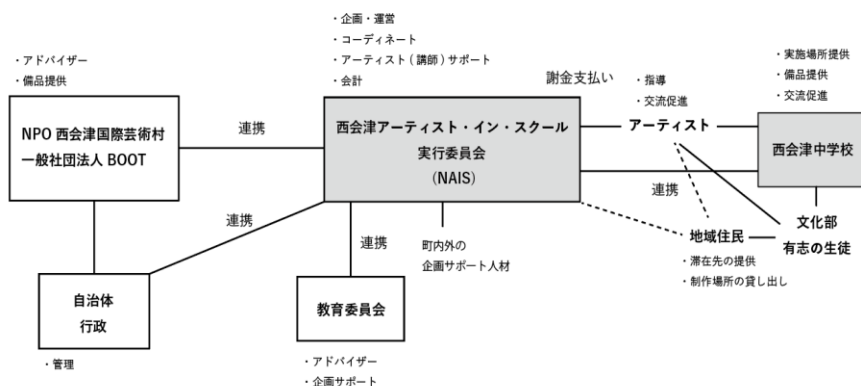 ・企画・運営
・コーディネート
・アーティスト(講師)サポート
・会計
・アドバイザー
・備品提供
NPO 西会津国際芸術村
一般社団法人 BOOT
連携
西会津アーティスト・イン・スクール
実行委員会
(NAIS)
謝金支払い
・指導
・交流促進
アーティスト
・実施場所提供
・備品提供
・交流促進
西会津中学校
連携
連携
連携
町内外の
企画サポート人材
地域住民
・滞在先の提供
・制作場所の貸し出し
文化部
有志の生徒
自治体
行政
・管理
教育委員会
・アドバイザー
・企画サポート